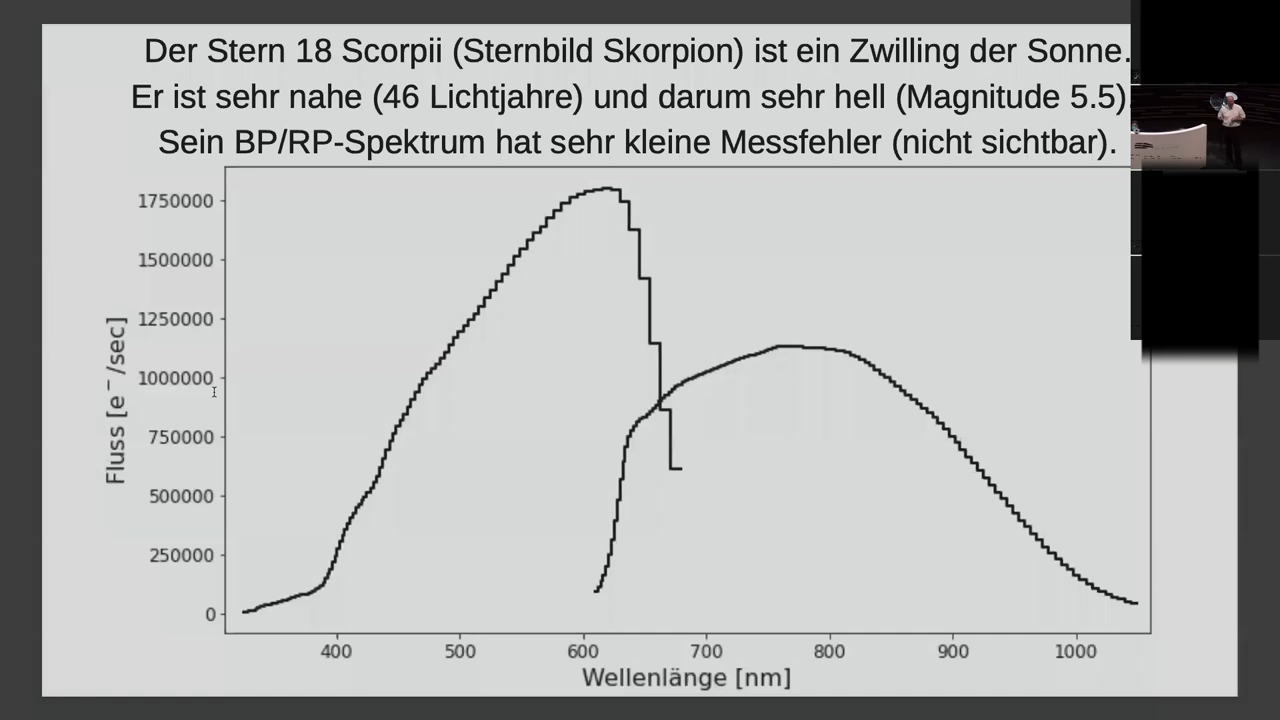 Der Stern 18 Scorpii (Sternbild Skorpion) ist ein Zwilling der Sonne.
Er ist sehr nahe (46 Lichtjahre) und darum sehr hell (Magnitude 5.5)
Sein BP/RP-Spektrum hat sehr kleine Messfehler (nicht sichtbar).
1750000
1500000
1250000
1000000
750000
500000
250000
0
Fluss [e⁻/sec]
400 500 600 700 800 900 1000
Wellenlänge [nm]